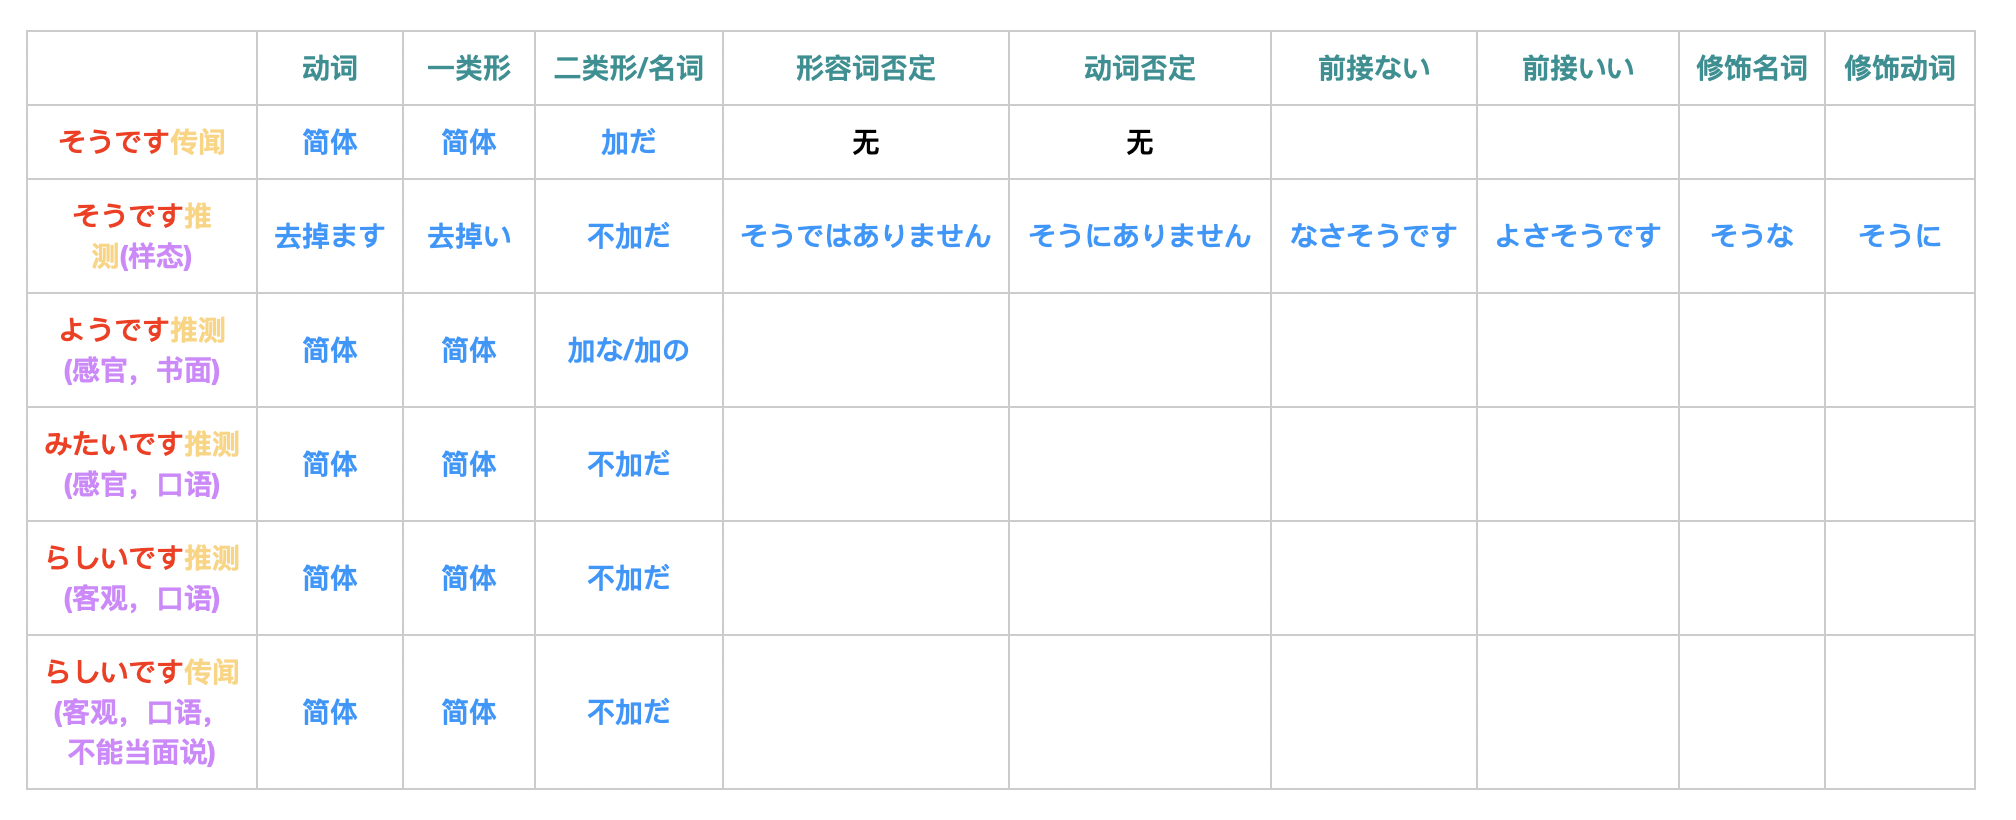 动词 一类形 二类形/名词 形容词否定 动词否定 前接ない 前接いい 修饰名词 修饰动词
そうです传闻 简体 简体 加だ 无 无
そうです推
测(样态) 去掉ます 去掉い 不加だ そうではありません そうにありません なさそうです よさそうです そうな そうに
ようです推测
(感官，书面) 简体 简体 加な/加の
みたいです推测
(感官，口语) 简体 简体 不加だ
らしいです推测
(客观，口语) 简体 简体 不加だ
らしいです传闻
(客观，口语，
不能当面说) 简体 简体 不加だ